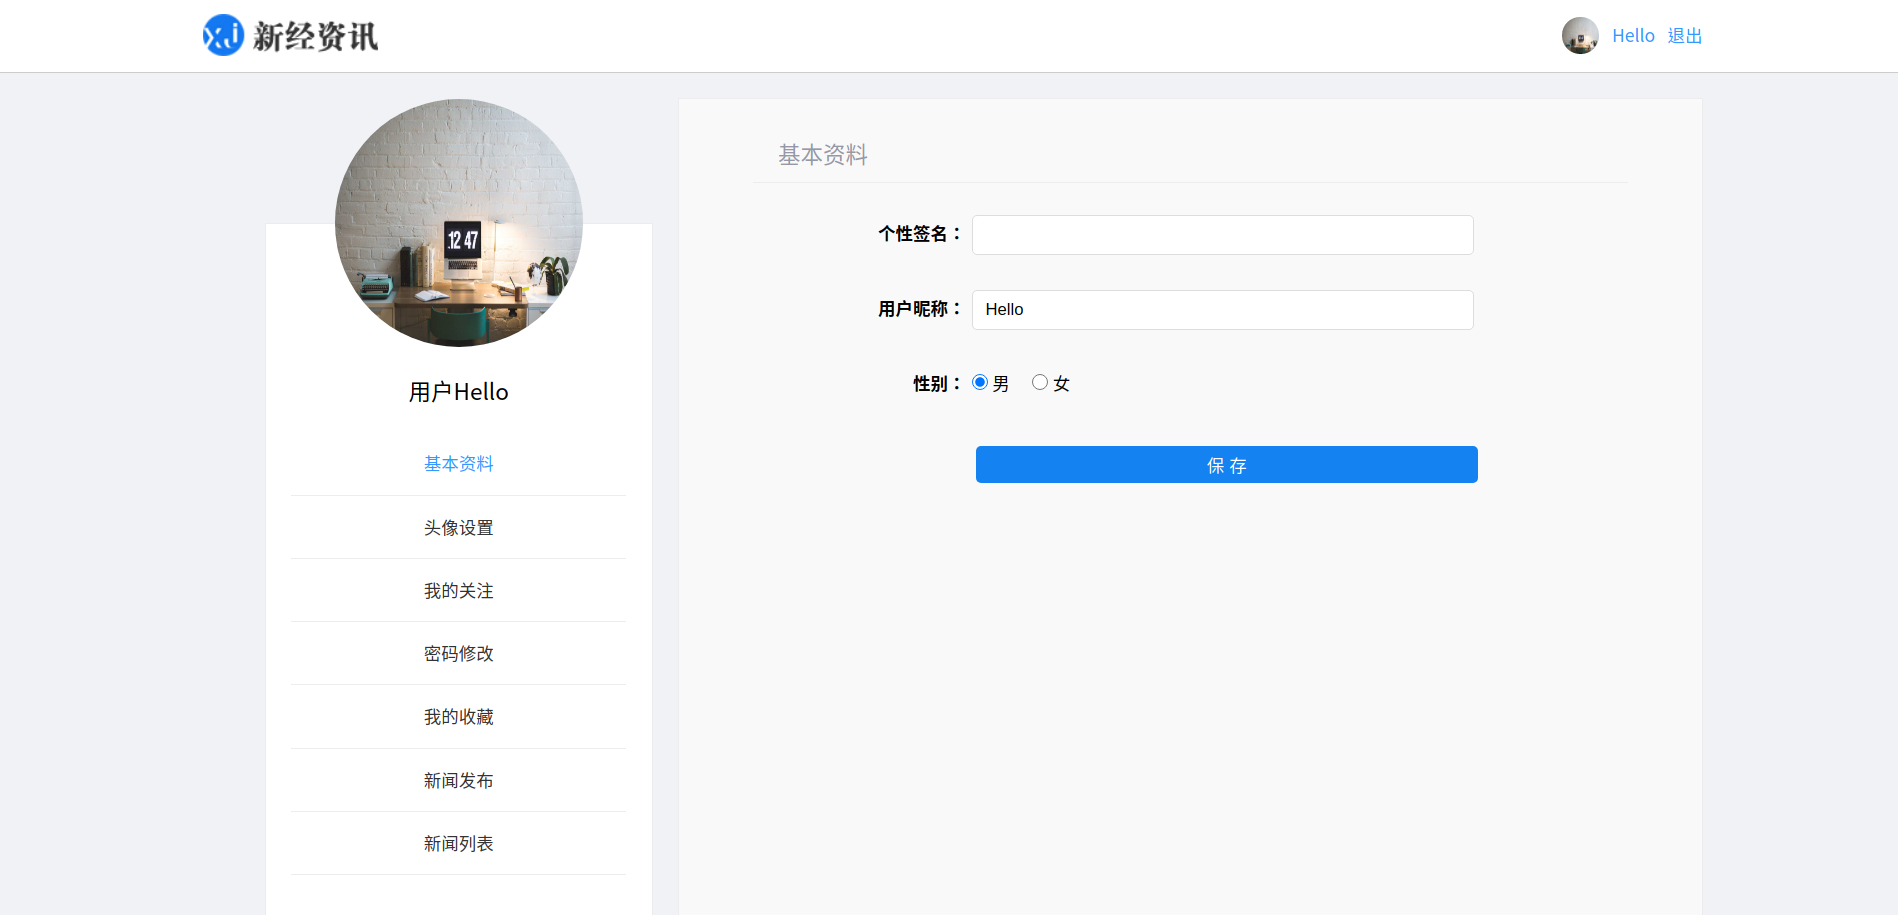 新经资讯
Hello 退出
12 47
用户Hello
基本资料
头像设置
我的关注
密码修改
我的收藏
新闻发布
新闻列表
基本资料
个性签名：
用户昵称： Hello
性别： 男 女
保 存